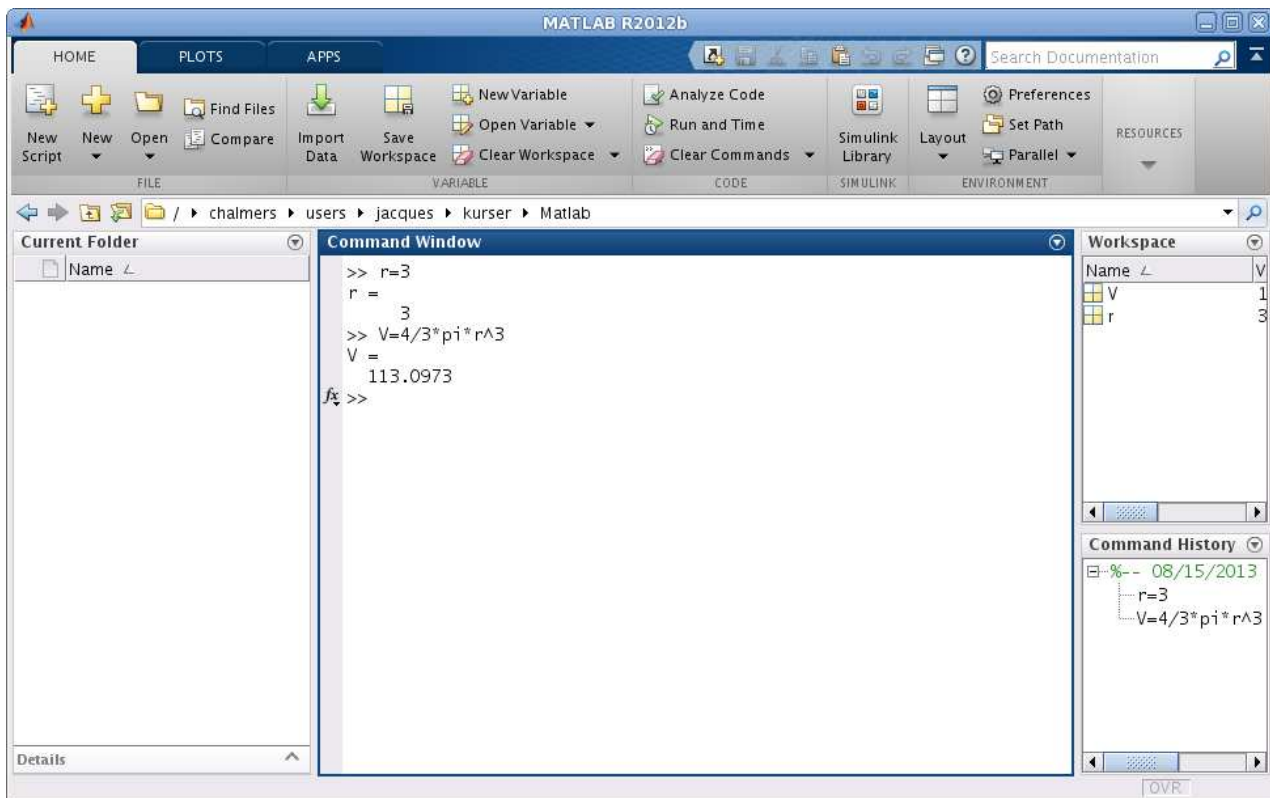 MATLAB R2012b
HOME PLOTS APPS Search Documentation
New Script
New
Open
Find Files
Compare
FILE
Import Data
Save Workspace
New Variable
Open Variable
Clear Workspace
VARIABLE
Analyze Code
Run and Time
Clear Commands
CODE
Simulink Library
SIMULINK
Layout
Preferences
Set Path
Parallel
ENVIRONMENT
RESOURCES
/ chalmers users jacques kurser Matlab
Current Folder
Name
Details
Command Window
>> r=3
r =
3
>> V=4/3*pi*r^3
V =
113.0973
fx >>
Workspace
Name V
V 1
r 3
Command History
%-- 08/15/2013
r=3
V=4/3*pi*r^3
OVR